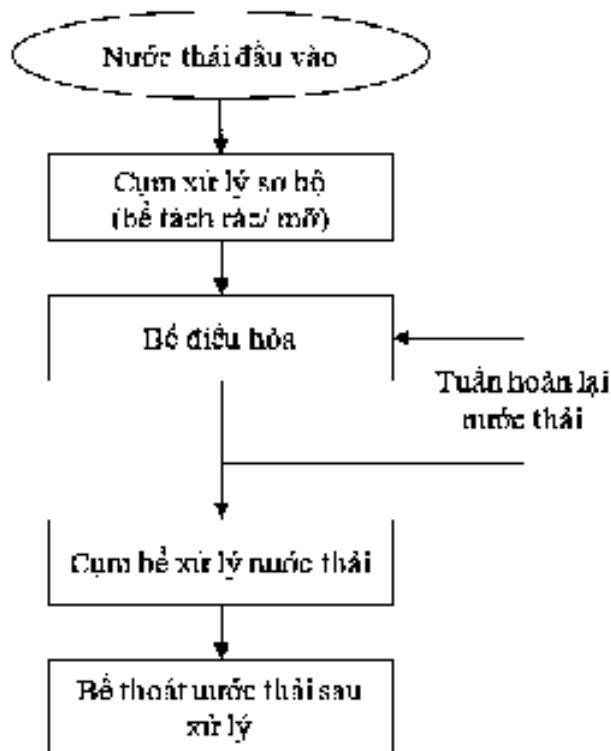 Nước thải đầu vào
Cụm xử lý sơ bộ
(bể tách rác/ mỡ)
Bể điều hòa
Tuần hoàn lại
nước thải
Cụm bể xử lý nước thải
Bể thoát nước thải sau
xử lý